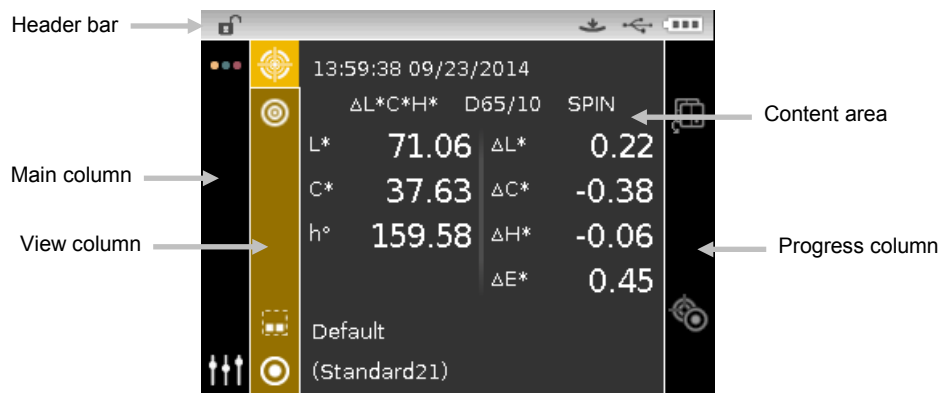 Header bar
13:59:38 09/23/2014
ΔL*C*H* D65/10 SPIN
Content area
L* 71.06 ΔL* 0.22
Main column
C* 37.63 ΔC* -0.38
View column
h° 159.58 ΔH* -0.06
Progress column
ΔE* 0.45
Default
(Standard21)